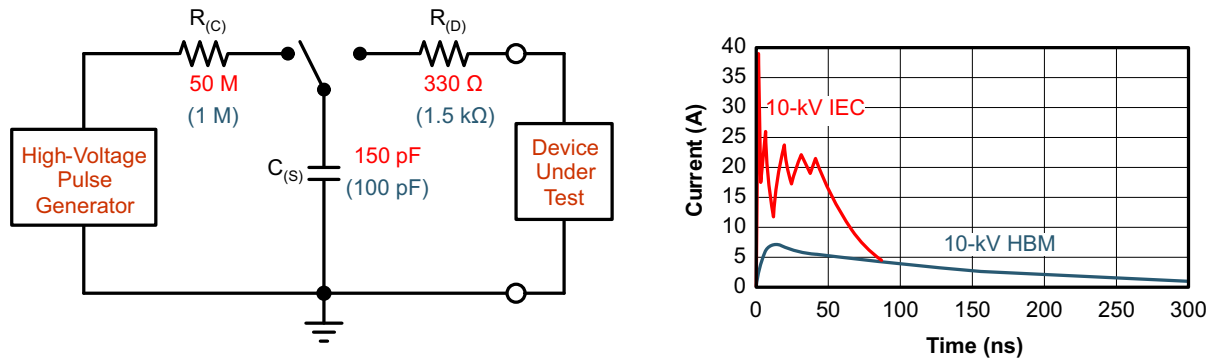 R(C)
50 M
(1 M)
R(D)
330 Ω
(1.5 kΩ)
High-Voltage
Pulse
Generator
C(S)
150 pF
(100 pF)
Device
Under
Test
Current (A)
40
35
30
25
20
15
10
5
0
10-kV IEC
10-kV HBM
0
50
100
150
200
250
300
Time (ns)